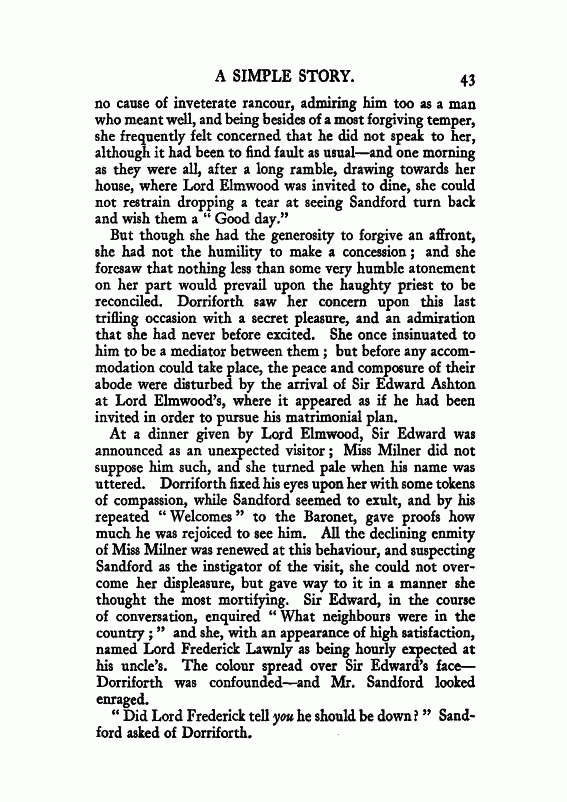 A SIMPLE STORY. 43
no cause of inveterate rancour, admiring him too as a man
who meant well, and being besides of a most forgiving temper,
she frequently felt concerned that he did not speak to her,
although it had been to find fault as usual—and one morning
as they were all, after a long ramble, drawing towards her
house, where Lord Elmwood was invited to dine, she could
not restrain dropping a tear at seeing Sandford turn back
and wish them a “ Good day.”
But though she had the generosity to forgive an affront,
she had not the humility to make a concession ; and she
foresaw that nothing less than some very humble atonement
on her part would prevail upon the haughty priest to be
reconciled. Dorriforth saw her concern upon this last
trifling occasion with a secret pleasure, and an admiration
that she had never before excited. She once insinuated to
him to be a mediator between them ; but before any accom-
modation could take place, the peace and composure of their
abode were disturbed by the arrival of Sir Edward Ashton
at Lord Elmwood’s, where it appeared as if he had been
invited in order to pursue his matrimonial plan.
At a dinner given by Lord Elmwood, Sir Edward was
announced as an unexpected visitor ; Miss Milner did not
suppose him such, and she turned pale when his name was
uttered. Dorriforth fixed his eyes upon her with some tokens
of compassion, while Sandford seemed to exult, and by his
repeated “ Welcomes ” to the Baronet, gave proofs how
much he was rejoiced to see him. All the declining enmity
of Miss Milner was renewed at this behaviour, and suspecting
Sandford as the instigator of the visit, she could not over-
come her displeasure, but gave way to it in a manner she
thought the most mortifying. Sir Edward, in the course
of conversation, enquired “ What neighbours were in the
country ; ” and she, with an appearance of high satisfaction,
named Lord Frederick Lawnly as being hourly expected at
his uncle’s. The colour spread over Sir Edward’s face—
Dorriforth was confounded—and Mr. Sandford looked
enraged.
“ Did Lord Frederick tell you he should be down ? ” Sand-
ford asked of Dorriforth.